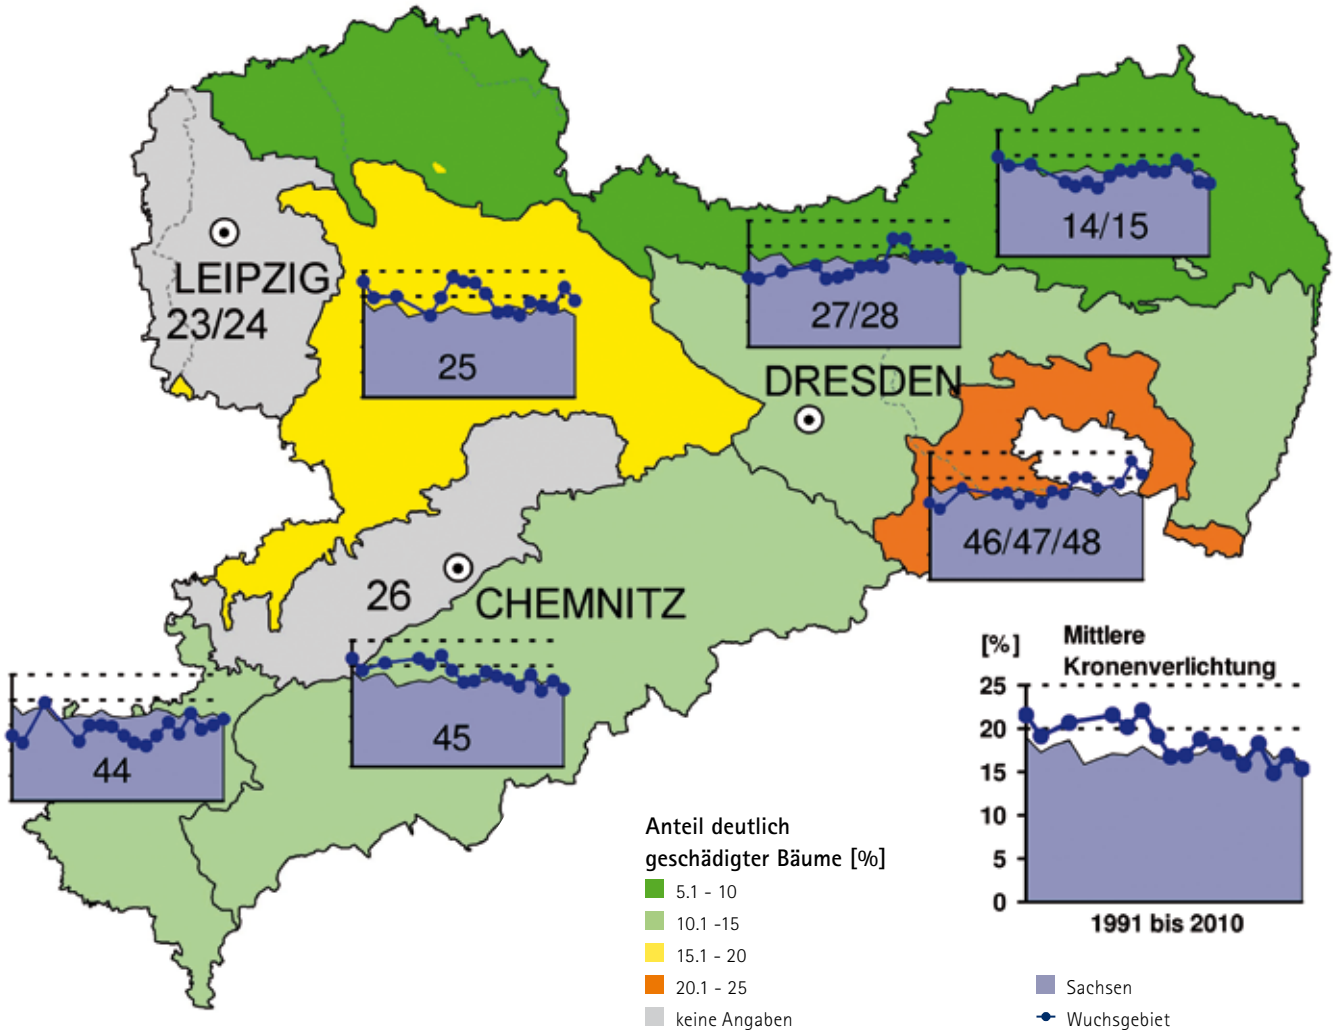 14/15
LEIPZIG
23/24
27/28
25
DRESDEN
46/47/48
26
CHEMNITZ
45
44
[%]
Mittlere
Kronenverlichtung
25
20
15
10
5
0
1991 bis 2010
Anteil deutlich
geschädigter Bäume [%]
5.1 - 10
10.1 -15
15.1 - 20
20.1 - 25
keine Angaben
Sachsen
Wuchsgebiet